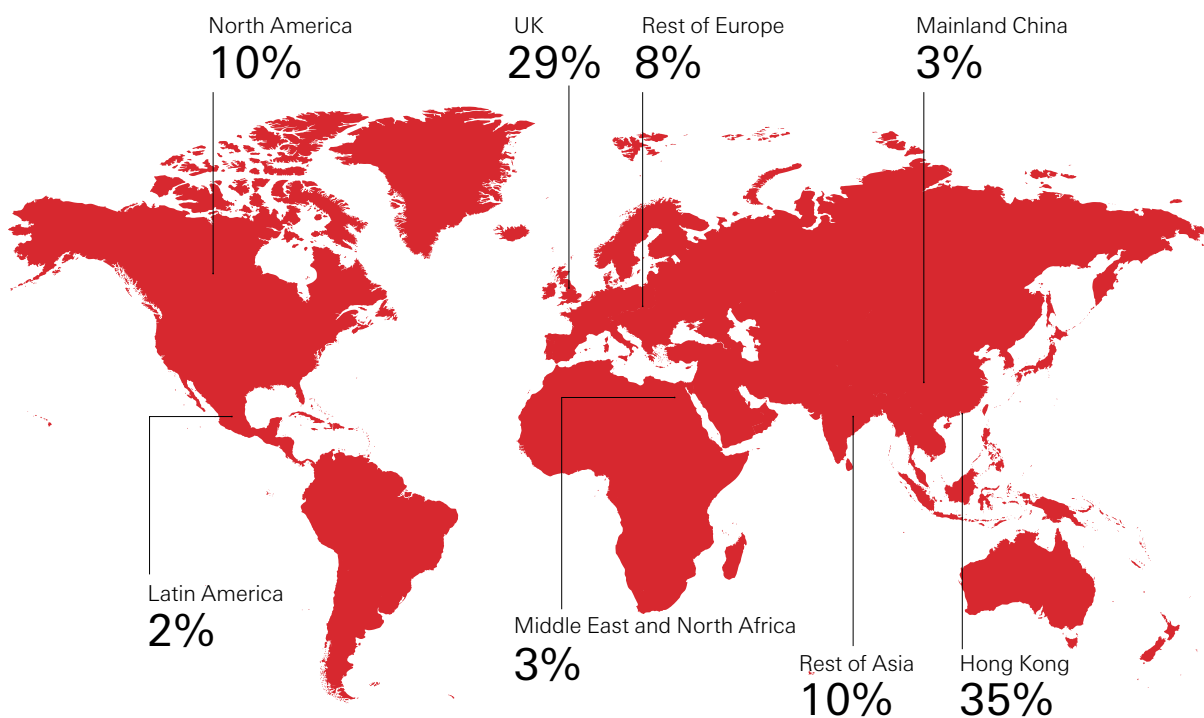 North America
10%
UK
29%
Rest of Europe
8%
Mainland China
3%
Latin America
2%
Middle East and North Africa
3%
Rest of Asia
10%
Hong Kong
35%